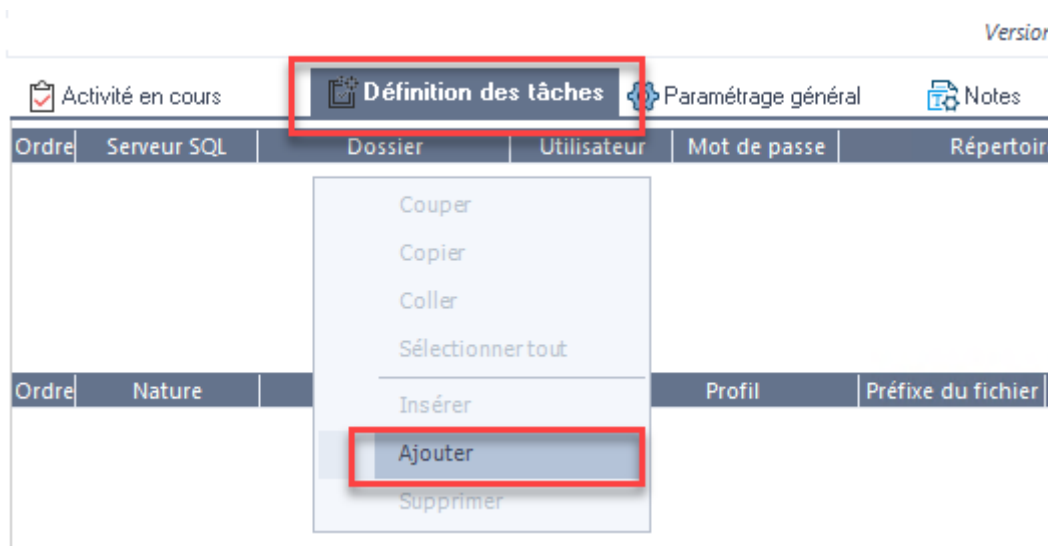 Version
Activité en cours Définition des tâches Paramétrage général Notes
Ordre Serveur SQL Dossier Utilisateur Mot de passe Répertoir
Couper
Copier
Coller
Sélectionner tout
Ordre Nature Profil Préfixe du fichier
Insérer
Ajouter
Supprimer